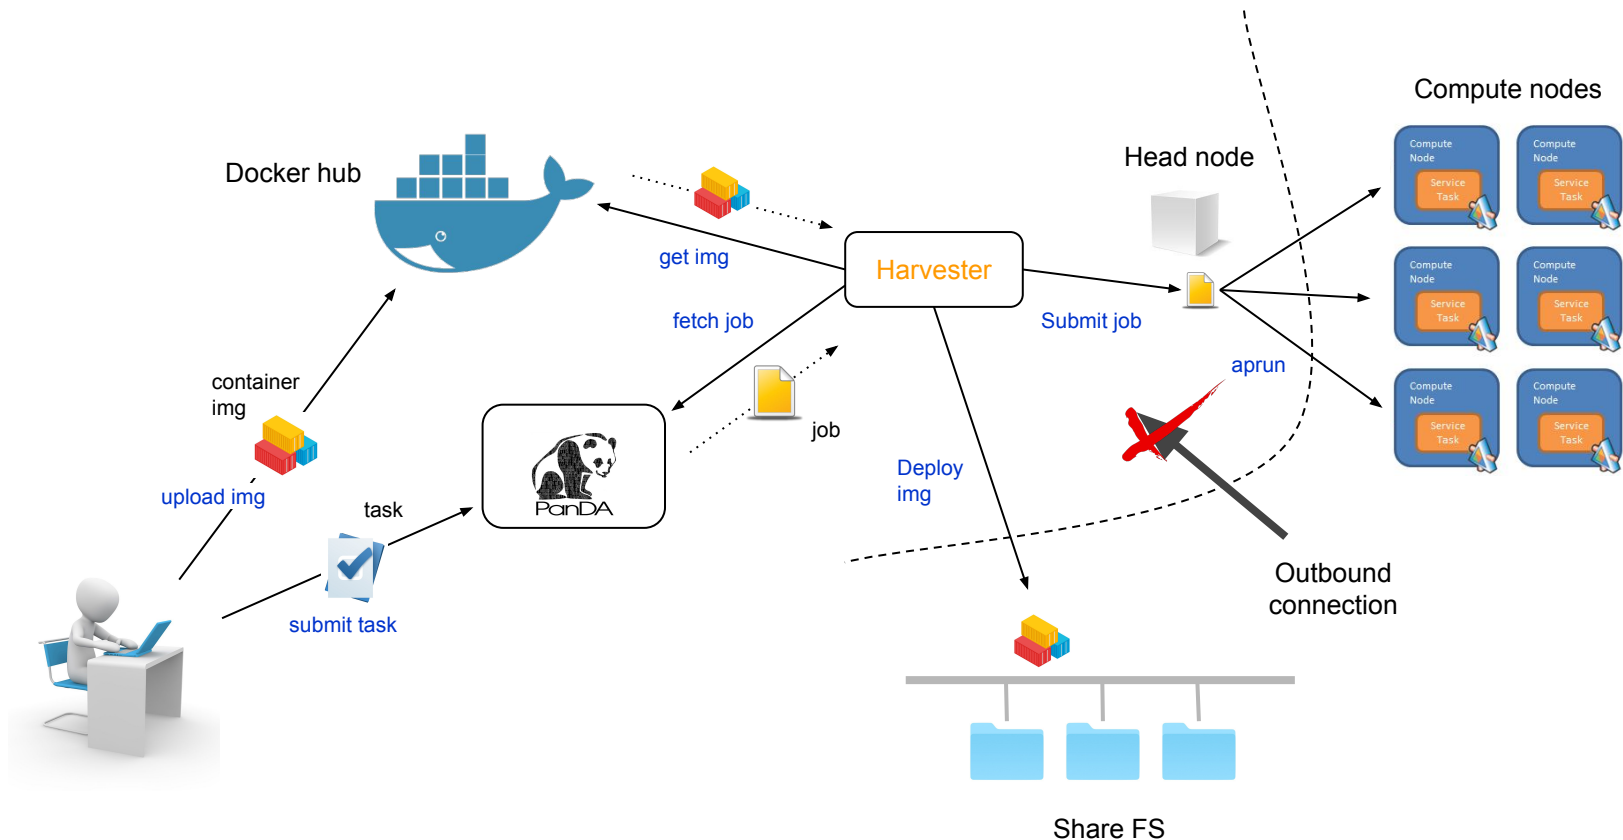 Compute nodes
Docker hub
Head node
Compute
Node
Service
Task
Compute
Node
Service
Task
get img
Harvester
fetch job
Submit job
Compute
Node
Service
Task
Compute
Node
Service
Task
container
img
aprun
job
Compute
Node
Service
Task
Compute
Node
Service
Task
upload img
task
PanDA
Deploy
img
submit task
Outbound
connection
Share FS